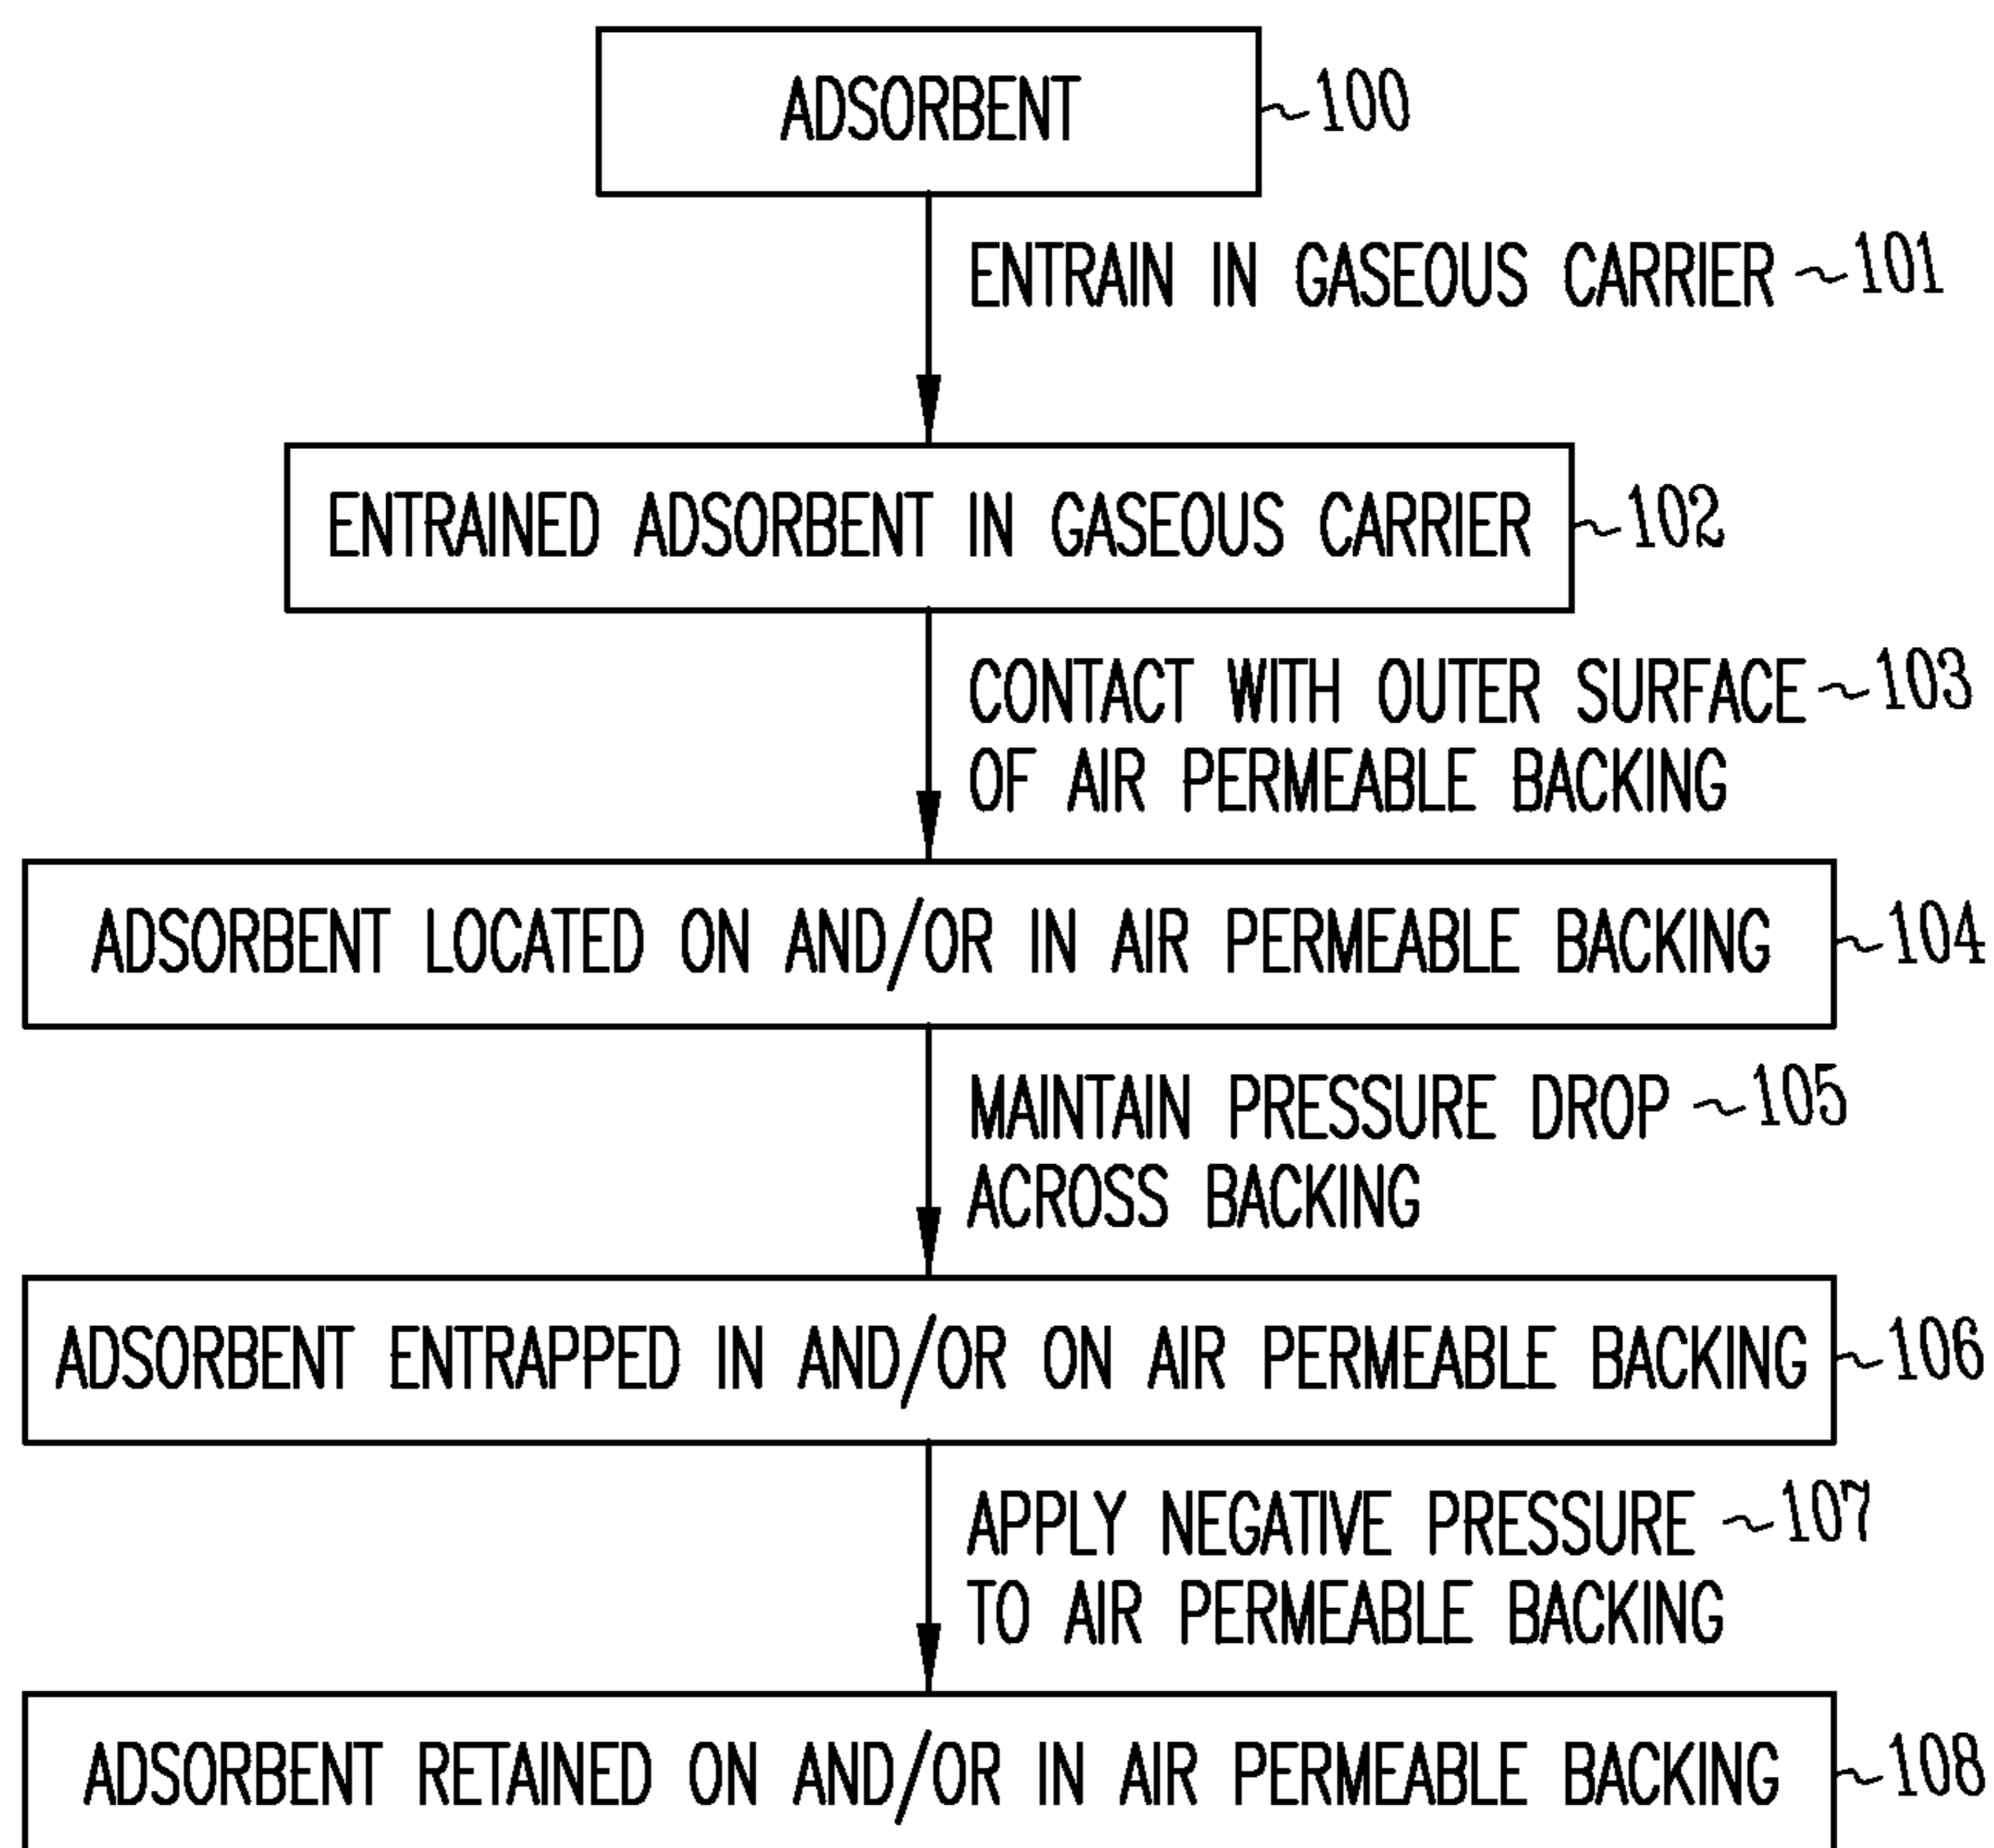 ADSORBENT ~100
ENTRAIN IN GASEOUS CARRIER ~101
ENTRAINED ADSORBENT IN GASEOUS CARRIER ~102
CONTACT WITH OUTER SURFACE ~103
OF AIR PERMEABLE BACKING
ADSORBENT LOCATED ON AND/OR IN AIR PERMEABLE BACKING ~104
MAINTAIN PRESSURE DROP ~105
ACROSS BACKING
ADSORBENT ENTRAPPED IN AND/OR ON AIR PERMEABLE BACKING ~106
APPLY NEGATIVE PRESSURE ~107
TO AIR PERMEABLE BACKING
ADSORBENT RETAINED ON AND/OR IN AIR PERMEABLE BACKING ~108